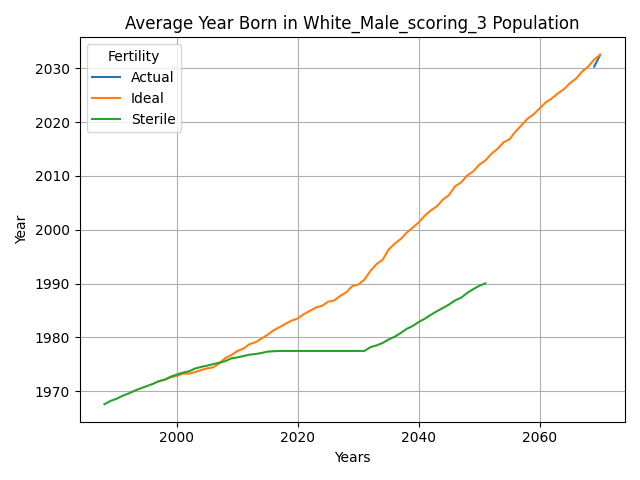 Average Year Born in White_Male_scoring_3 Population
Fertility
Actual
Ideal
Sterile
2030
2020
2010
2000
1990
1980
1970
Year
2000
2020
2040
2060
Years